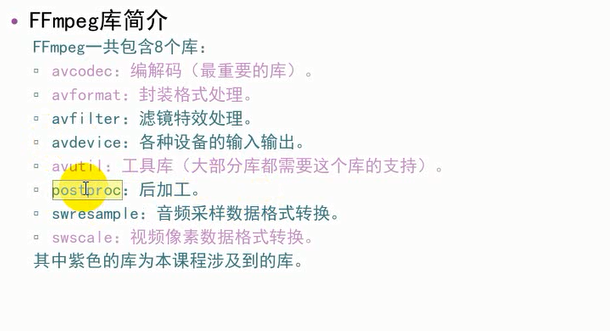 • FFmpeg库简介
FFmpeg一共包含8个库：
▫ avcodec：编解码（最重要的库）。
▫ avformat：封装格式处理。
▫ avfilter：滤镜特效处理。
▫ avdevice：各种设备的输入输出。
▫ avutil：工具库（大部分库都需要这个库的支持）。
▫ postproc：后加工。
▫ swresample：音频采样数据格式转换。
▫ swscale：视频像素数据格式转换。
其中紫色的库为本课程涉及到的库。